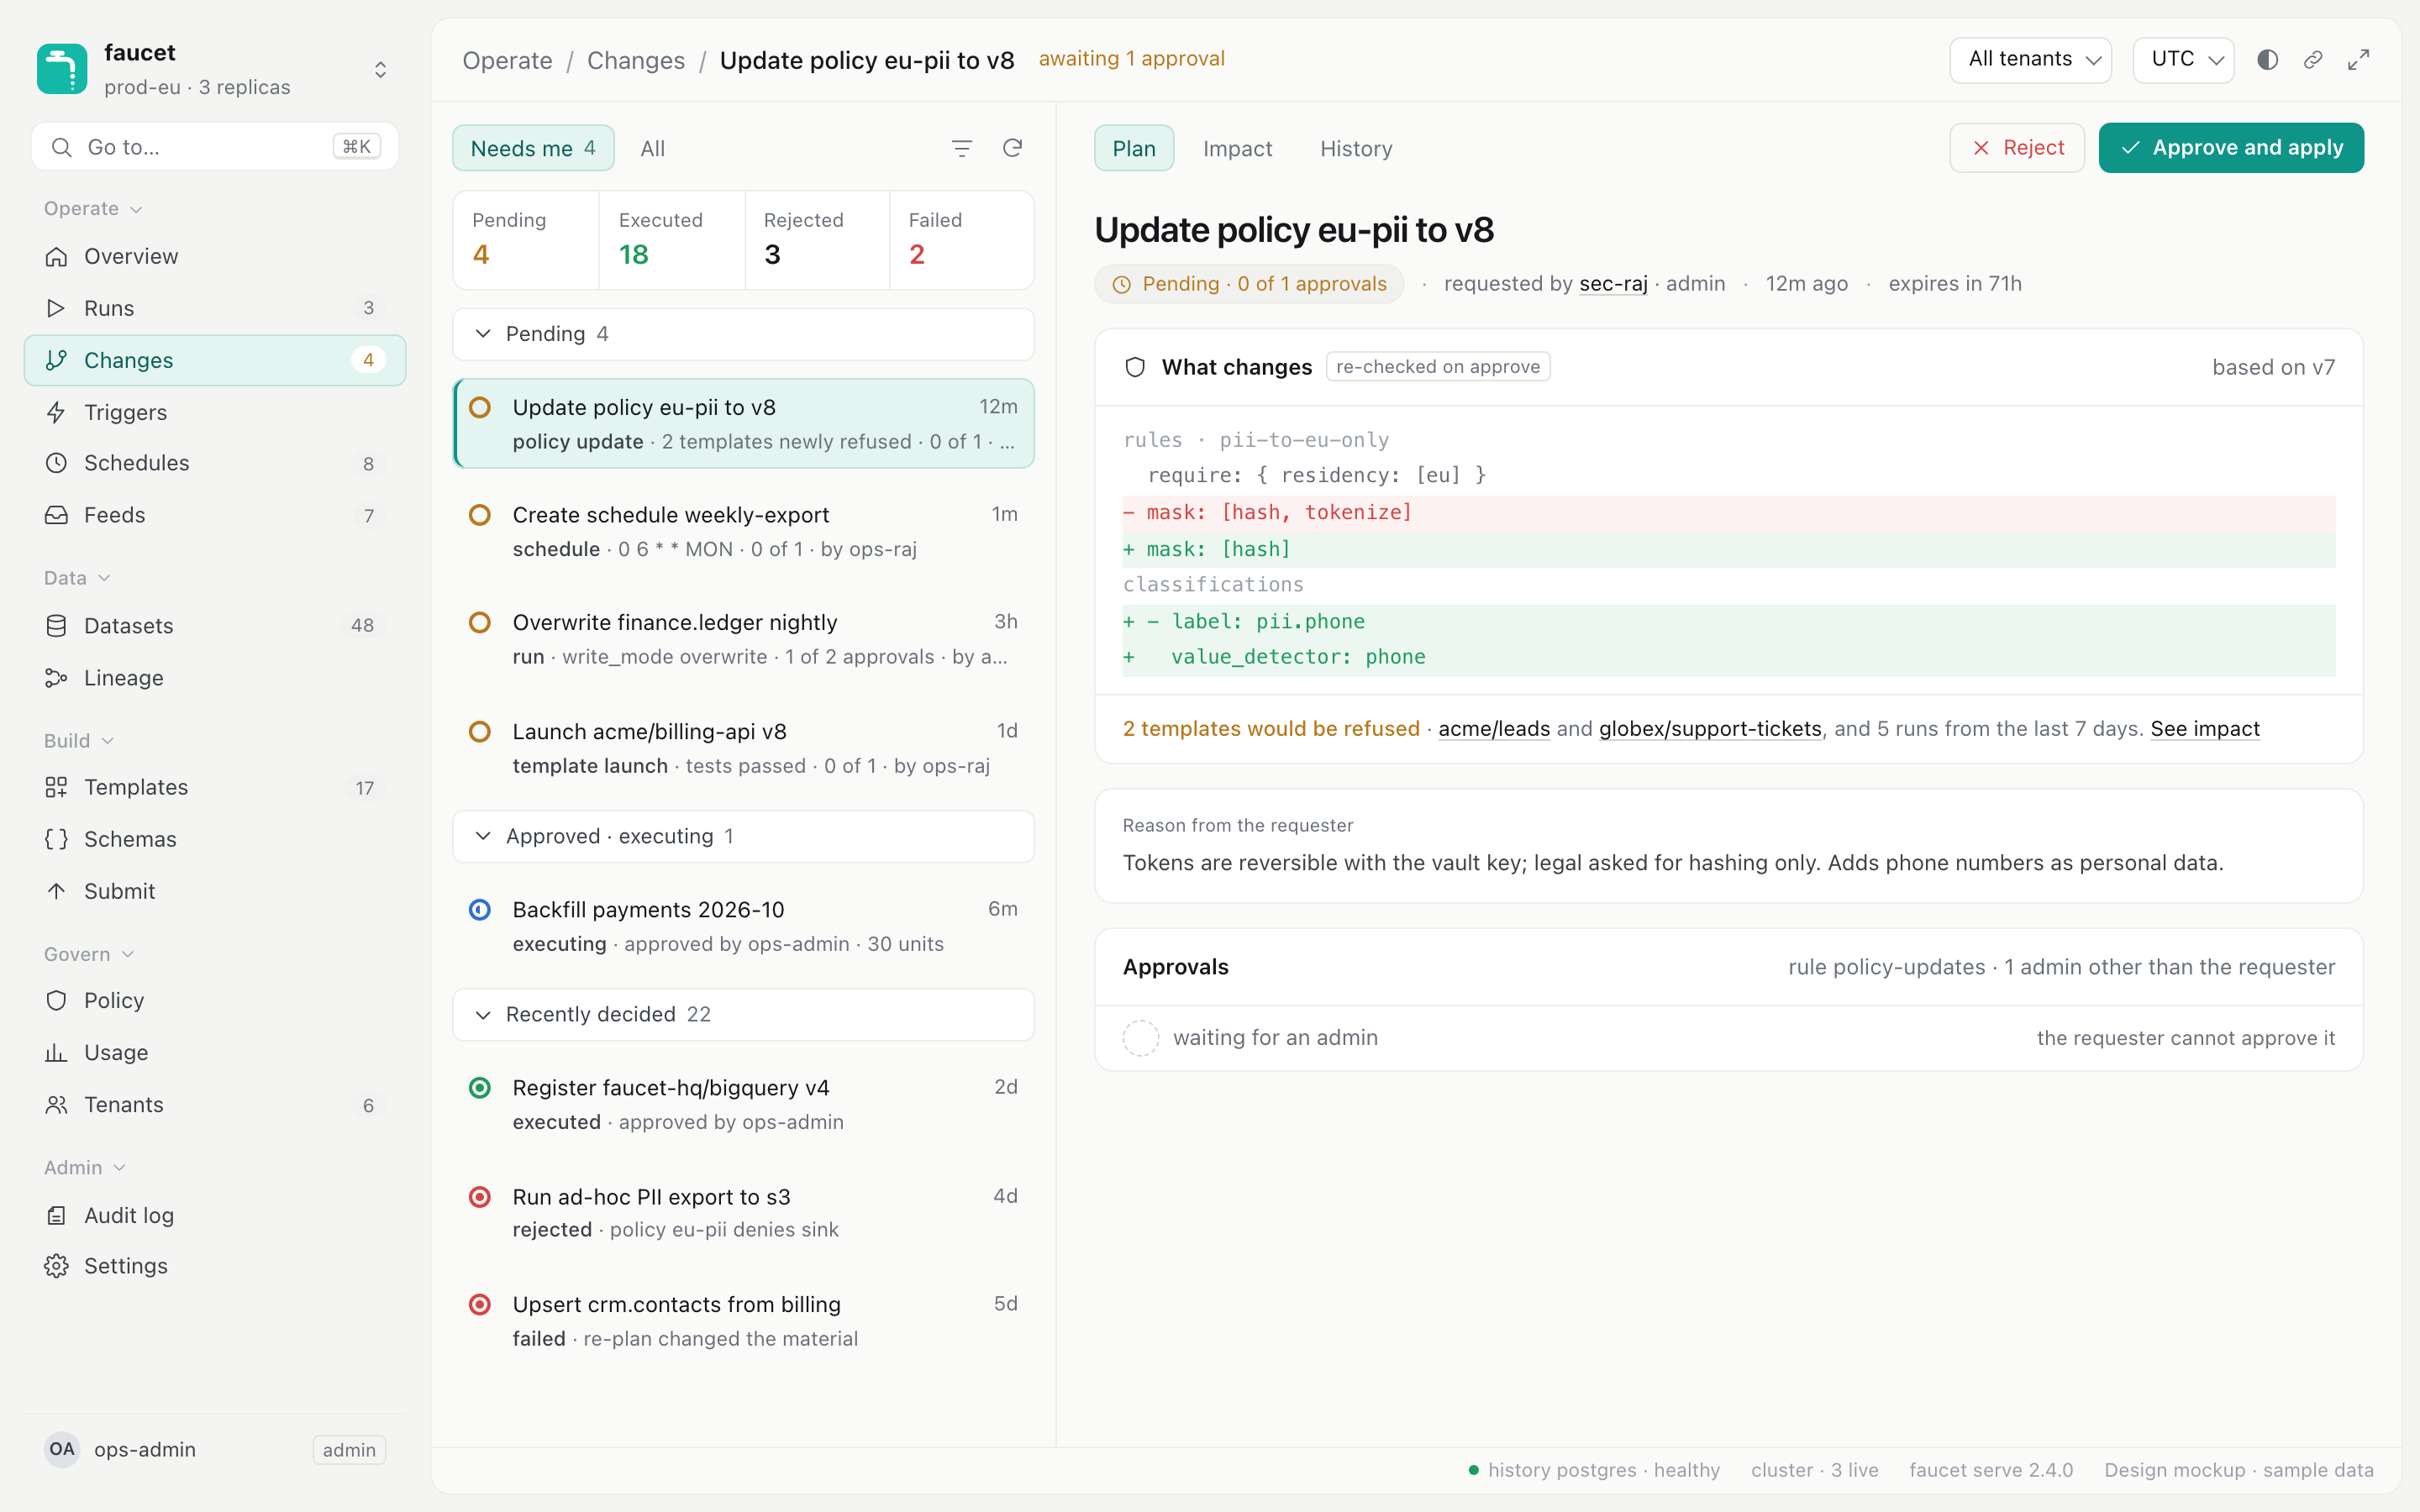 faucet
prod-eu · 3 replicas
Go to...
⌘K
Operate
Overview
Runs 3
Changes 4
Triggers
Schedules 8
Feeds 7
Data
Datasets 48
Lineage
Build
Templates 17
Schemas
Submit
Govern
Policy
Usage
Tenants 6
Admin
Audit log
Settings
OA ops-admin admin
Operate / Changes / Update policy eu-pii to v8 awaiting 1 approval
All tenants
UTC
Needs me 4
All
Pending
4
Executed
18
Rejected
3
Failed
2
Pending 4
Update policy eu-pii to v8 12m
policy update · 2 templates newly refused · 0 of 1 · ...
Create schedule weekly-export 1m
schedule · 0 6 * * MON · 0 of 1 · by ops-raj
Overwrite finance.ledger nightly 3h
run · write_mode overwrite · 1 of 2 approvals · by a...
Launch acme/billing-api v8 1d
template launch · tests passed · 0 of 1 · by ops-raj
Approved · executing 1
Backfill payments 2026-10 6m
executing · approved by ops-admin · 30 units
Recently decided 22
Register faucet-hq/bigquery v4 2d
executed · approved by ops-admin
Run ad-hoc PII export to s3 4d
rejected · policy eu-pii denies sink
Upsert crm.contacts from billing 5d
failed · re-plan changed the material
Plan
Impact
History
Reject
Approve and apply
Update policy eu-pii to v8
Pending · 0 of 1 approvals · requested by sec-raj · admin · 12m ago · expires in 71h
What changes re-checked on approve based on v7
rules · pii-to-eu-only
require: { residency: [eu] }
- mask: [hash, tokenize]
+ mask: [hash]
classifications
+ - label: pii.phone
+ value_detector: phone
2 templates would be refused · acme/leads and globex/support-tickets, and 5 runs from the last 7 days. See impact
Reason from the requester
Tokens are reversible with the vault key; legal asked for hashing only. Adds phone numbers as personal data.
Approvals rule policy-updates · 1 admin other than the requester
waiting for an admin the requester cannot approve it
history postgres · healthy cluster · 3 live faucet serve 2.4.0 Design mockup · sample data